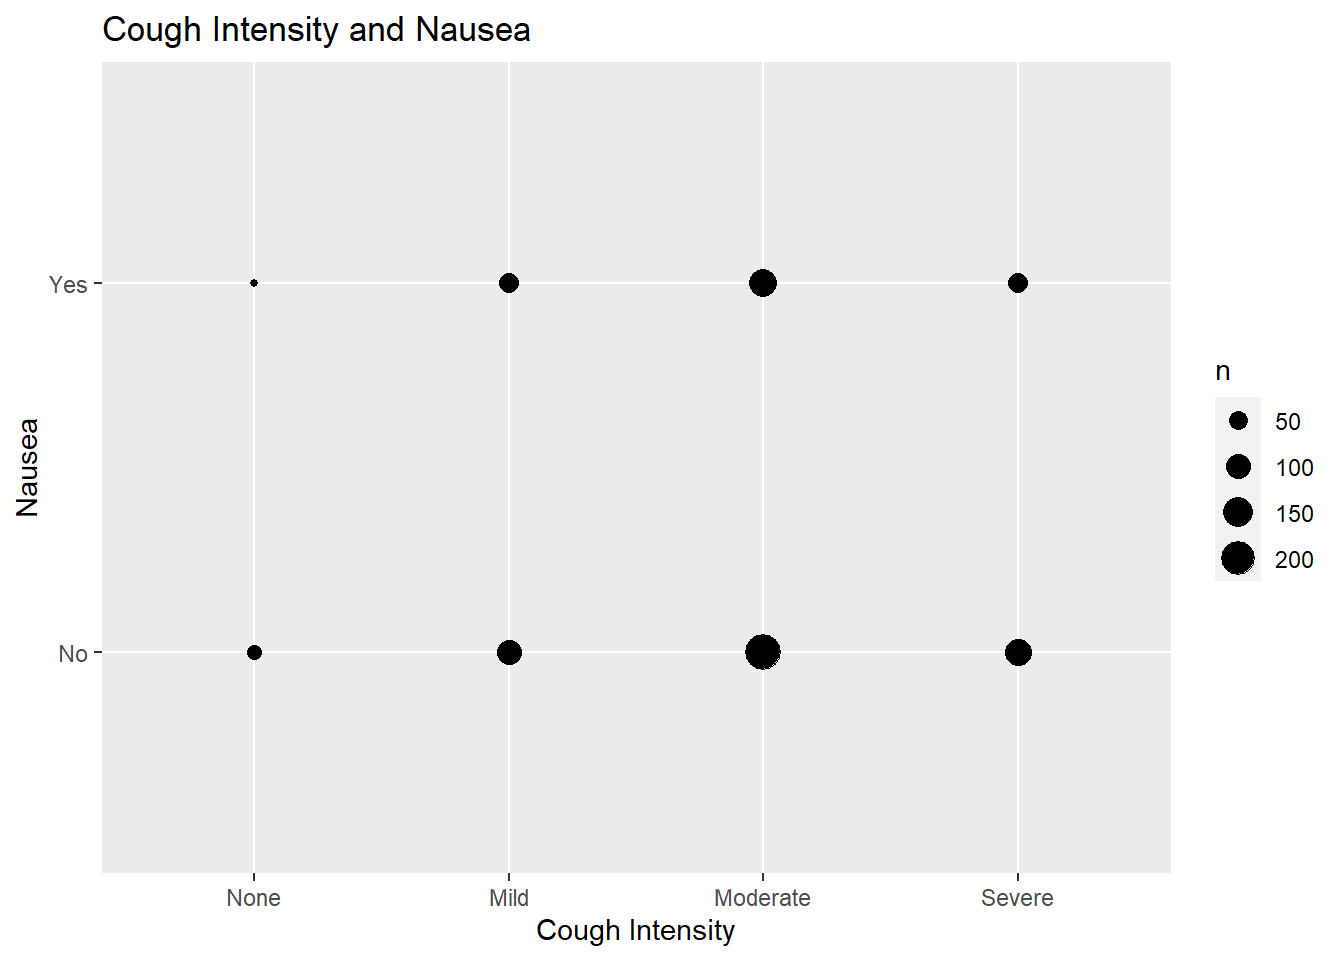 Cough Intensity and Nausea
Nausea
Yes
No
None
Mild
Moderate
Severe
Cough Intensity
n
50
100
150
200